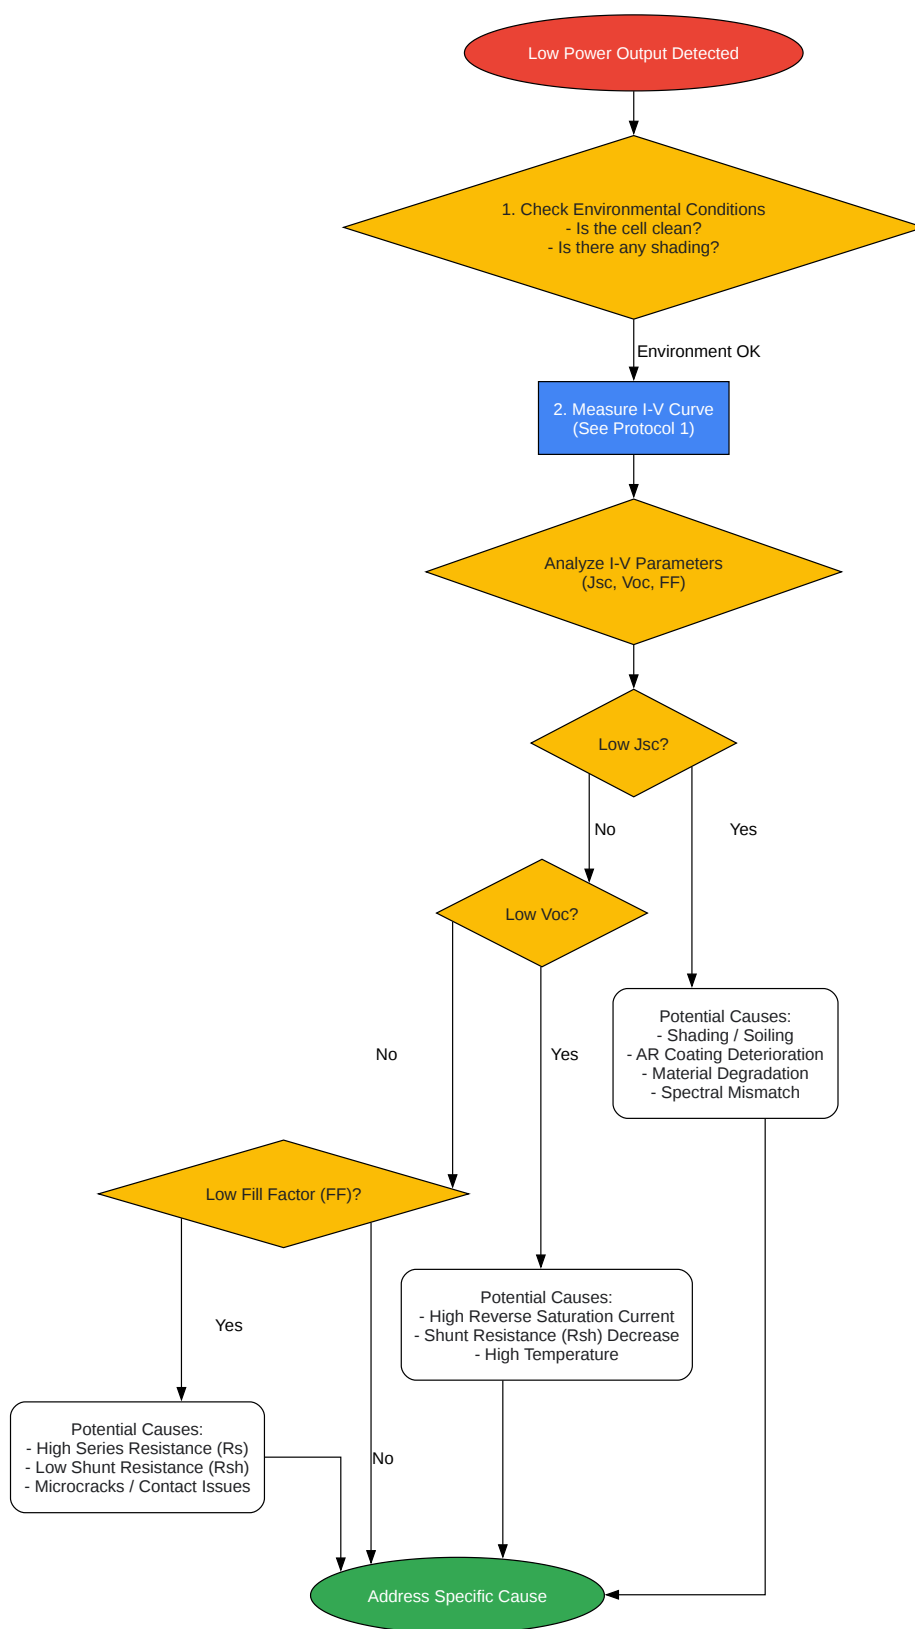 Low Power Output Detected
1. Check Environmental Conditions
- Is the cell clean?
- Is there any shading?
Environment OK
2. Measure I-V Curve
(See Protocol 1)
Analyze I-V Parameters
(Jsc, Voc, FF)
Low Jsc?
No
Yes
Low Voc?
No
Yes
Potential Causes:
- Shading / Soiling
- AR Coating Deterioration
- Material Degradation
- Spectral Mismatch
Low Fill Factor (FF)?
Yes
No
Potential Causes:
- High Reverse Saturation Current
- Shunt Resistance (Rsh) Decrease
- High Temperature
Potential Causes:
- High Series Resistance (Rs)
- Low Shunt Resistance (Rsh)
- Microcracks / Contact Issues
Address Specific Cause